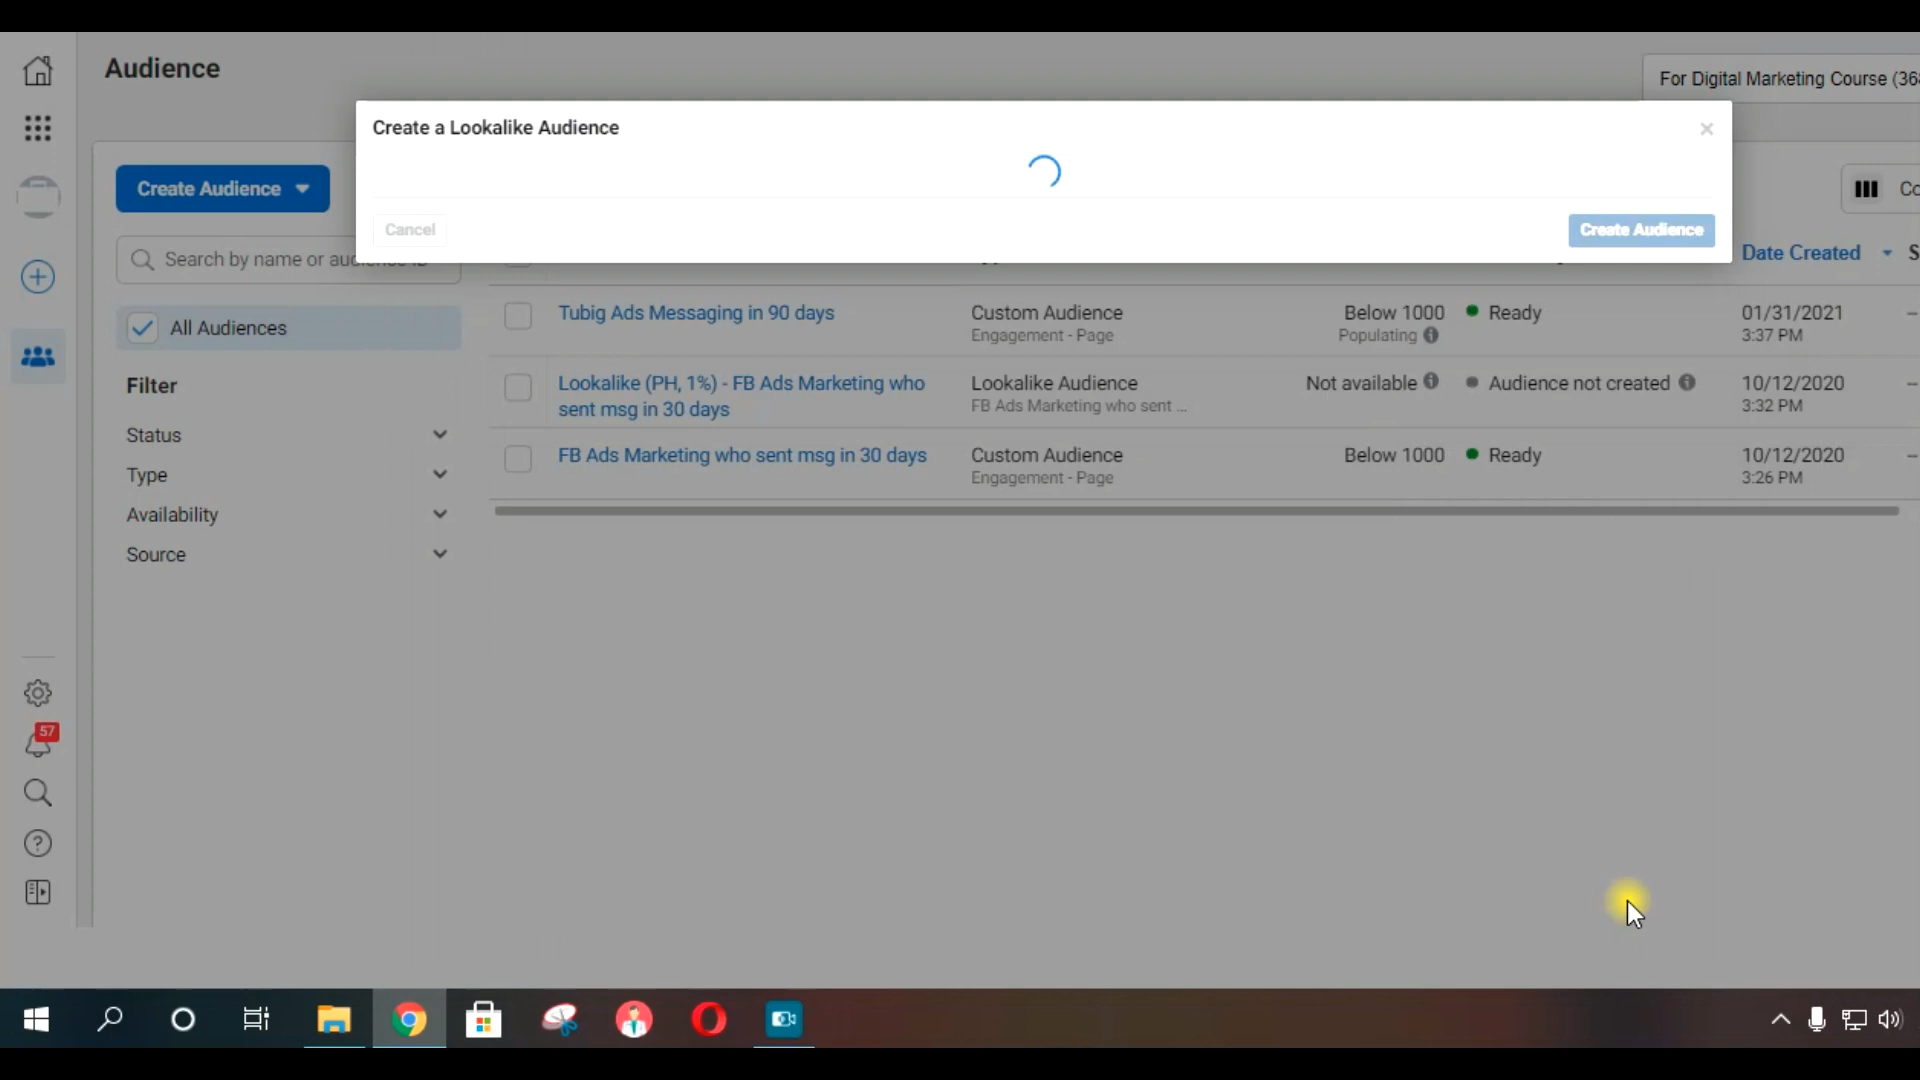 Audience
For Digital Marketing Course (36
Create a Lookalike Audience
Create Audience
Cancel
Create Audience
Search by name or
Date Created
All Audiences
Tubig Ads Messaging in 90 days
Custom Audience
Engagement - Page
Below 1000
Populating
Ready
01/31/2021
3:37 PM
--
Filter
Lookalike (PH, 1%) - FB Ads Marketing who
sent msg in 30 days
Lookalike Audience
FB Ads Marketing who sent ...
Not available
Audience not created
10/12/2020
3:32 PM
--
Status
FB Ads Marketing who sent msg in 30 days
Custom Audience
Engagement - Page
Below 1000
Ready
10/12/2020
3:26 PM
--
Type
Availability
Source
57